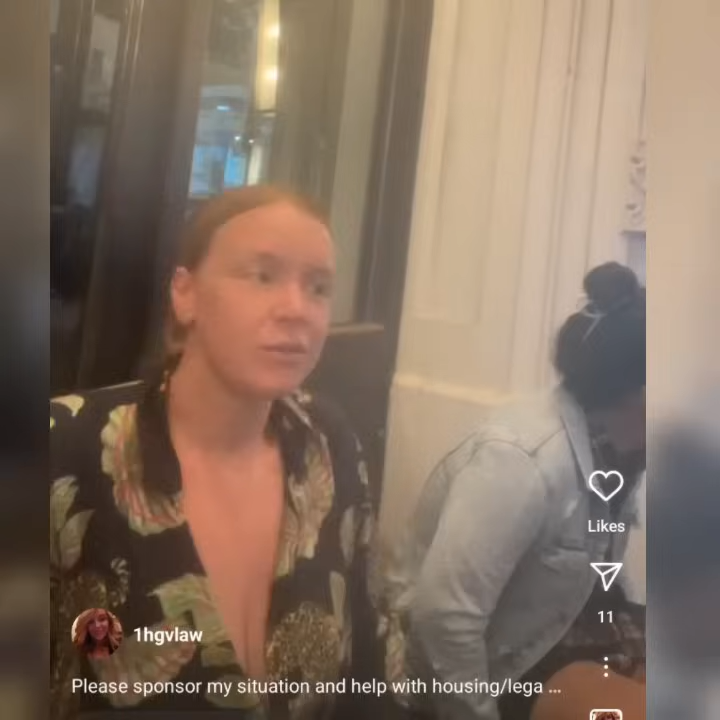 Likes
11
1hgvlaw
Please sponsor my situation and help with housing/lega ...